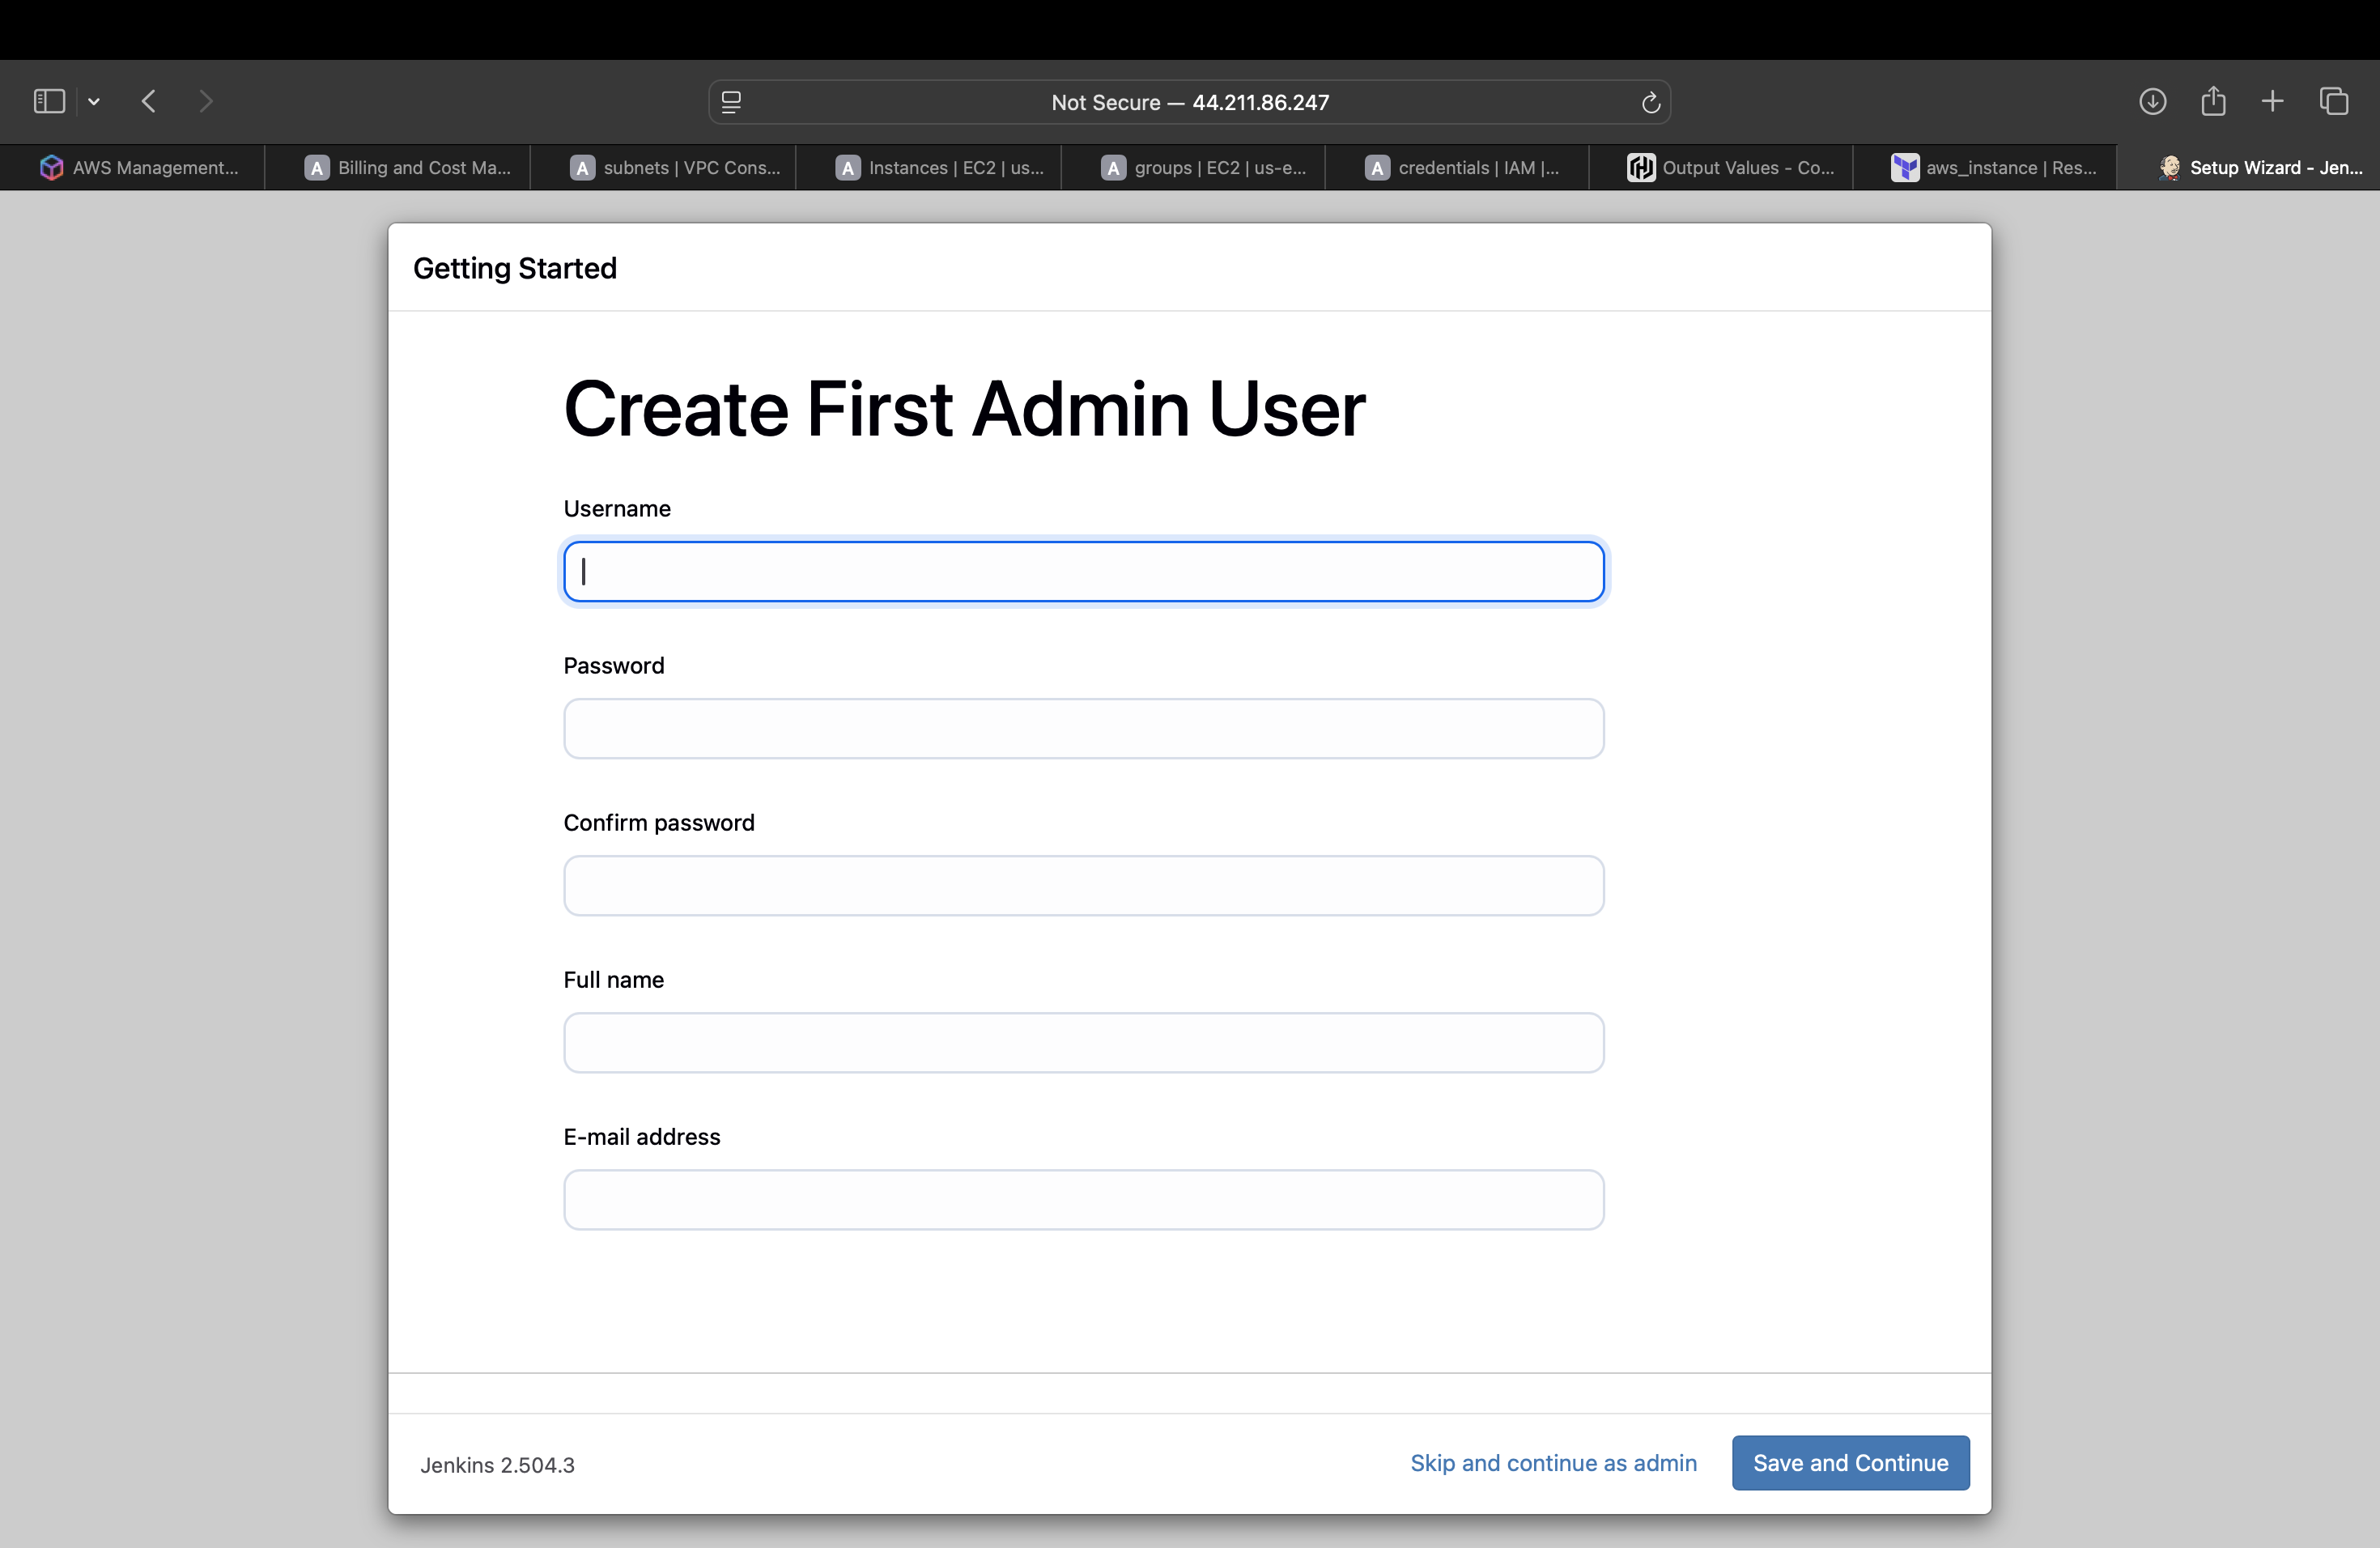 Not Secure — 44.211.86.247
AWS Management...
A Billing and Cost Ma...
A subnets | VPC Cons...
A Instances | EC2 | us...
A groups | EC2 | us-e...
A credentials | IAM |...
Output Values - Co...
aws_instance | Res...
Setup Wizard - Jen...
Getting Started
Create First Admin User
Username
Password
Confirm password
Full name
E-mail address
Jenkins 2.504.3
Skip and continue as admin
Save and Continue